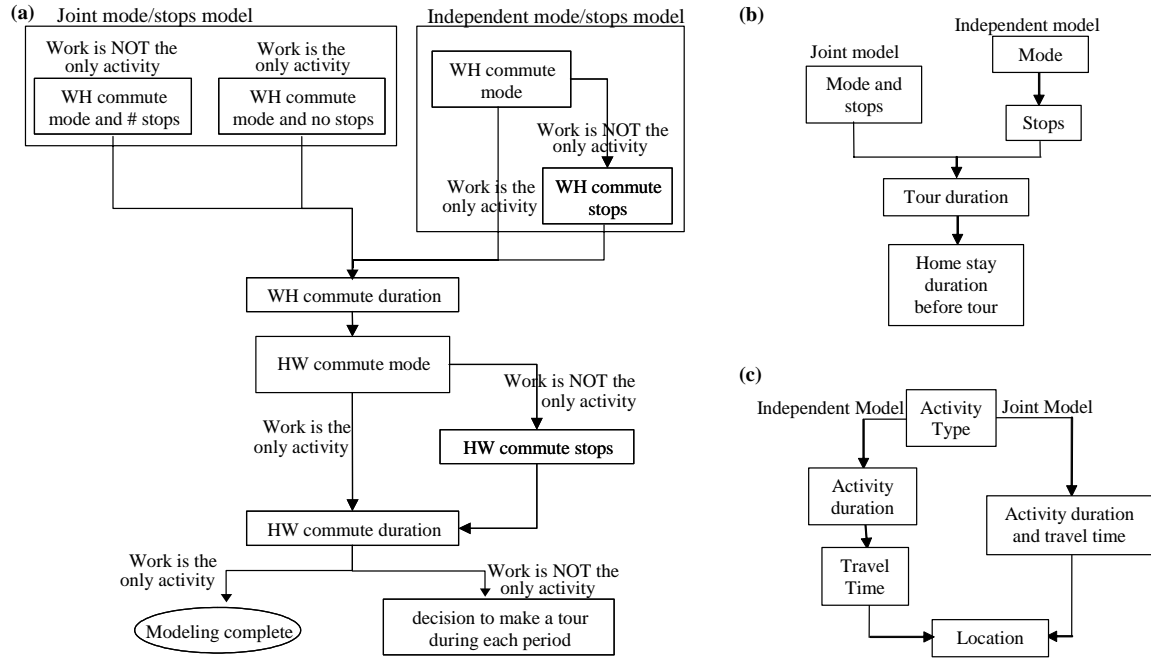 (a)
Joint mode/stops model
Work is NOT the
only activity
WH commute
mode and # stops
Work is the
only activity
WH commute
mode and no stops
Independent mode/stops model
WH commute
mode
Work is NOT the
only activity
Work is the
only activity
WH commute
stops
WH commute duration
HW commute mode
Work is NOT the
only activity
Work is the
only activity
HW commute stops
HW commute duration
Work is the
only activity
Work is NOT the
only activity
Modeling complete
decision to make a tour
during each period
(b)
Joint model
Mode and
stops
Independent model
Mode
Stops
Tour duration
Home stay
duration
before tour
(c)
Independent Model
Activity
Type
Joint Model
Activity
duration
Travel
Time
Activity duration
and travel time
Location